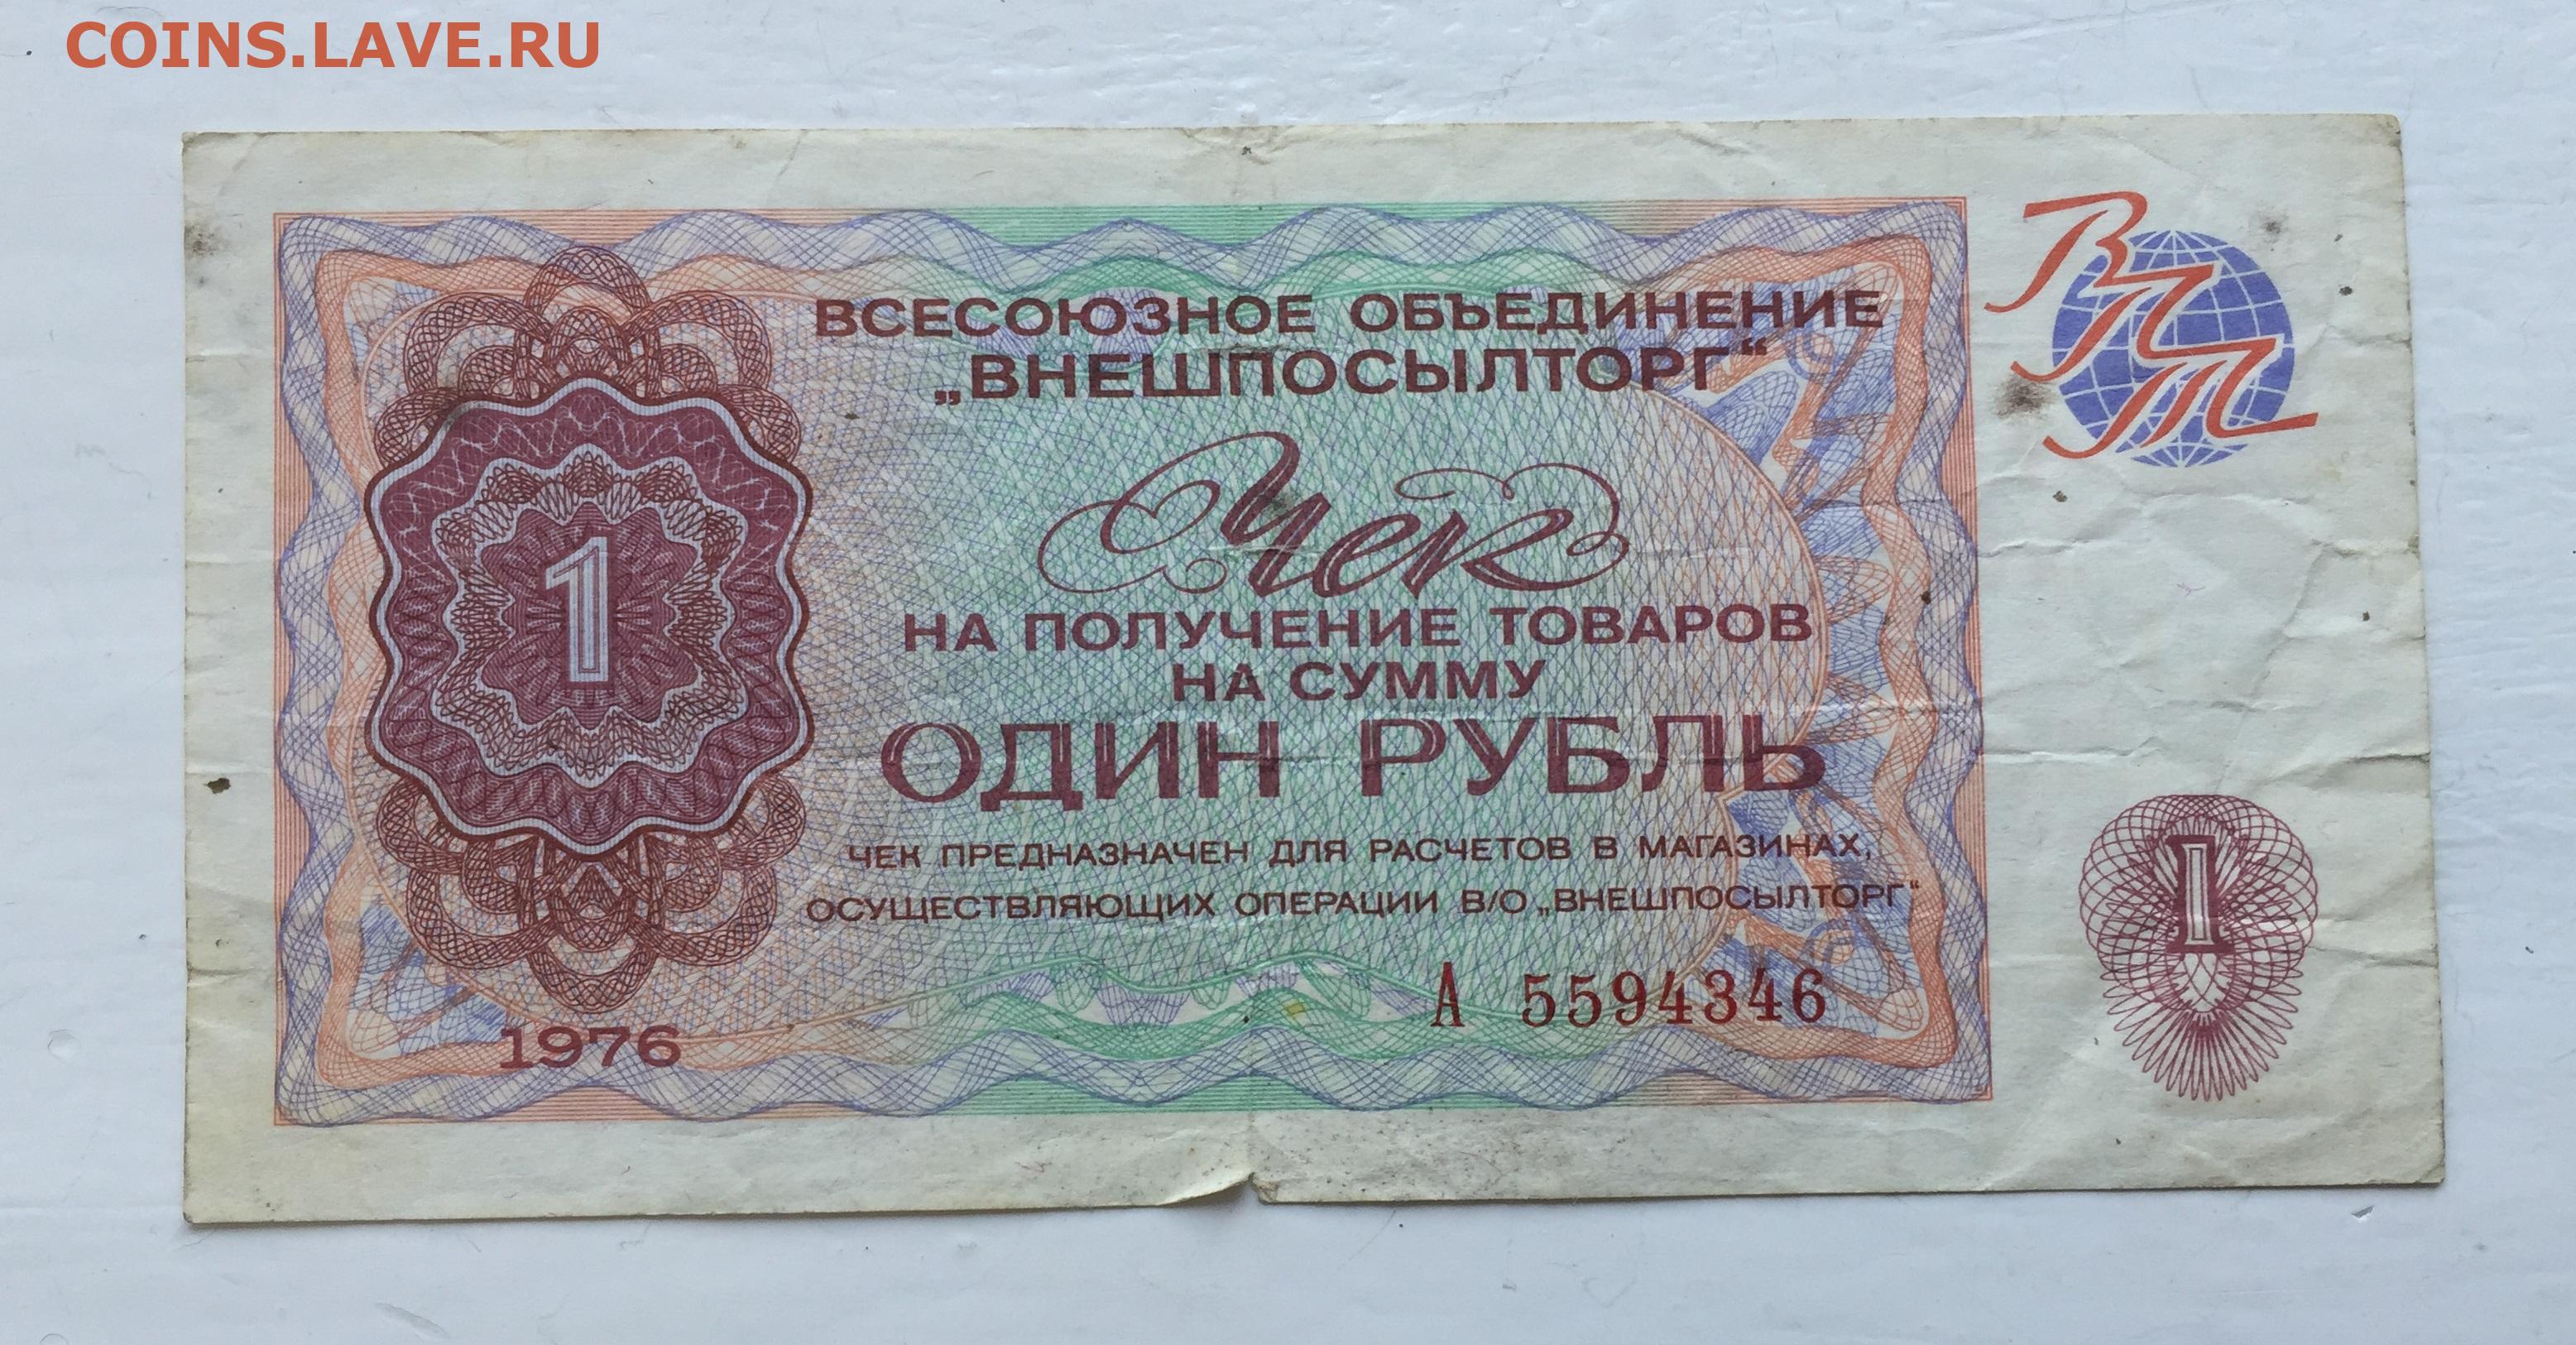 COINS.LAVE.RU
ВПТ
ВСЕСОЮЗНОЕ ОБЪЕДИНЕНИЕ
„ВНЕШПОСЫЛТОРГ“
Чек
НА ПОЛУЧЕНИЕ ТОВАРОВ
НА СУММУ
1
ОДИН РУБЛЬ
ЧЕК ПРЕДНАЗНАЧЕН ДЛЯ РАСЧЕТОВ В МАГАЗИНАХ,
ОСУЩЕСТВЛЯЮЩИХ ОПЕРАЦИИ В/О „ВНЕШПОСЫЛТОРГ“
1
А 5594346
1976